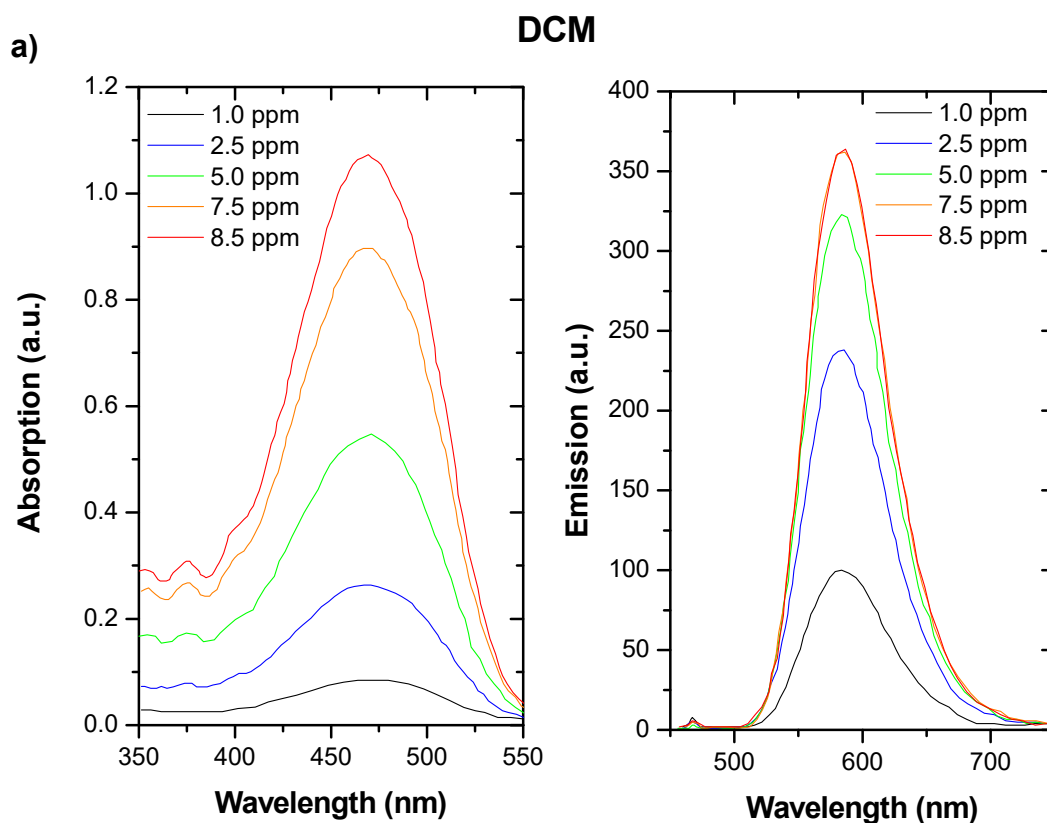 DCM
a)
1.2
1.0
0.8
0.6
0.4
0.2
0.0
350
400
450
500
550
Absorption (a.u.)
Wavelength (nm)
1.0 ppm
2.5 ppm
5.0 ppm
7.5 ppm
8.5 ppm
400
350
300
250
200
150
100
50
0
500
600
700
Emission (a.u.)
Wavelength (nm)
1.0 ppm
2.5 ppm
5.0 ppm
7.5 ppm
8.5 ppm